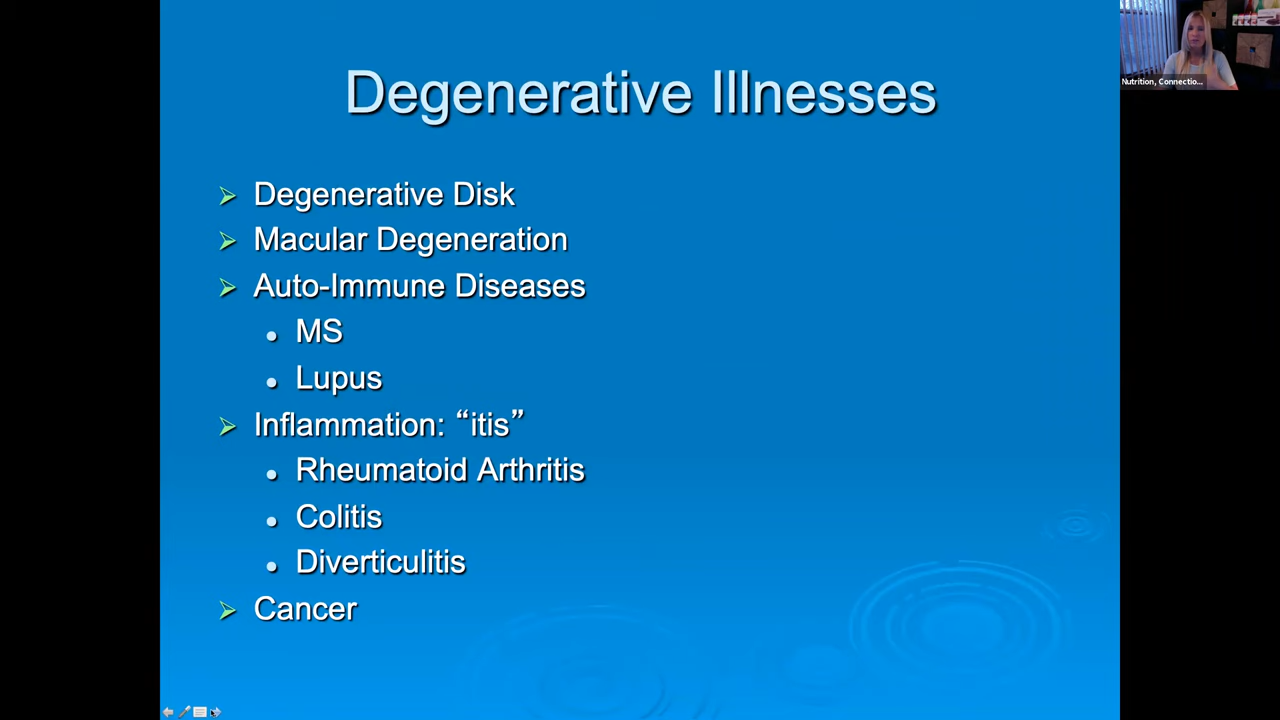 Degenerative Illnesses
Degenerative Disk
Macular Degeneration
Auto-Immune Diseases
MS
Lupus
Inflammation: “itis”
Rheumatoid Arthritis
Colitis
Diverticulitis
Cancer
Nutrition, Connectio...